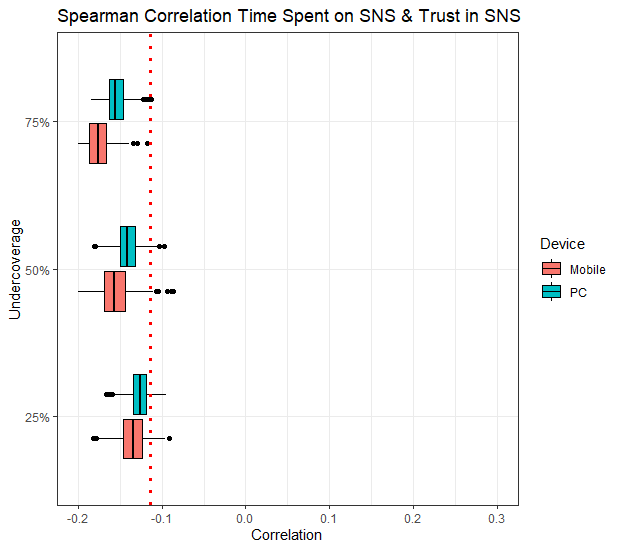 Spearman Correlation Time Spent on SNS & Trust in SNS
Undercoverage
75%
50%
25%
-0.2
-0.1
0.0
0.1
0.2
0.3
Correlation
Device
Mobile
PC